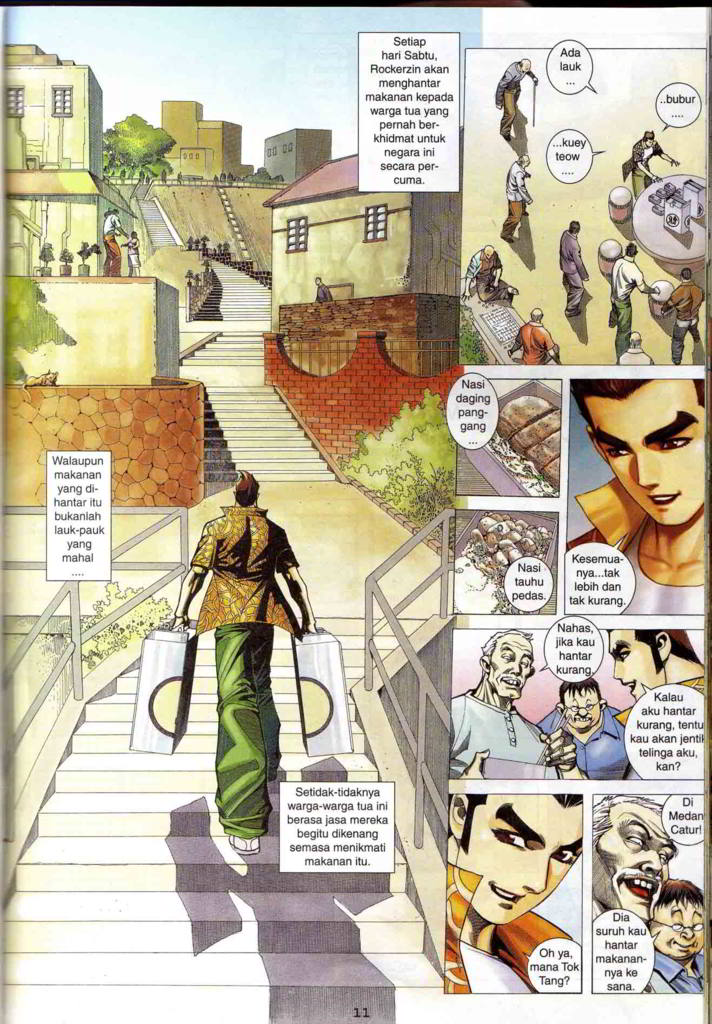 Setiap
hari Sabtu,
Rockerzin akan
menghantar
makanan kepada
warga tua yang
pernah ber-
khidmat untuk
negara ini
secara per-
cuma.
Walaupun
makanan
yang di-
hantar itu
bukanlah
lauk-pauk
yang
mahal
....
Setidak-tidaknya
warga-warga tua ini
berasa jasa mereka
begitu dikenang
semasa menikmati
makanan itu.
Ada
lauk
...
..bubur
....
...kuey
teow
....
Nasi
daging
pang-
gang
...
Nasi
tauhu
pedas.
Kesemua-
nya...tak
lebih dan
tak kurang.
Nahas,
jika kau
hantar
kurang.
Kalau
aku hantar
kurang, tentu
kau akan jentik
telinga aku,
kan?
Oh ya,
mana Tok
Tang?
Di
Medan
Catur!
Dia
suruh kau
hantar
makanan-
nya ke
sana.
11